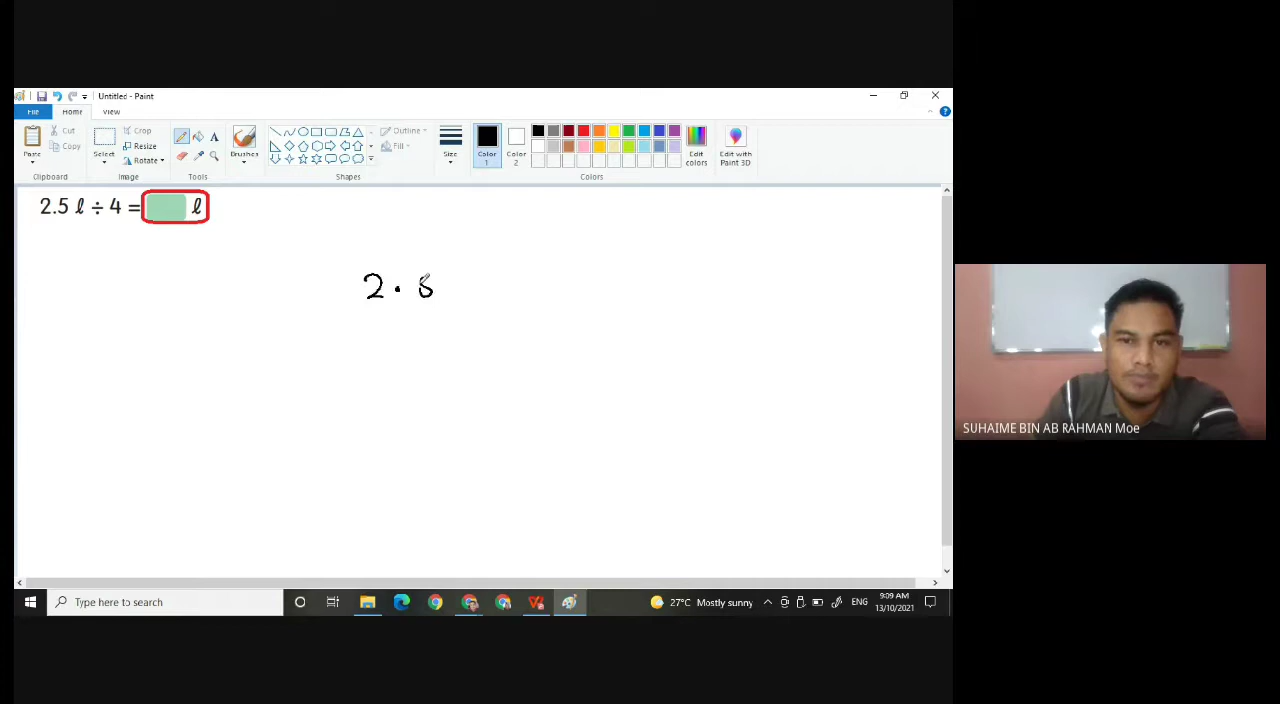 Untitled - Paint
File Home View
Paste
Cut
Copy
Clipboard
Select
Crop
Resize
Rotate
Image
Tools
Brushes
Outline
Fill
Shapes
Size
Color 1
Color 2
Edit colors
Edit with Paint 3D
Colors
2.5 ℓ ÷ 4 = ℓ
2.
SUHAIME BIN AB RAHMAN Moe
Type here to search
27°C Mostly sunny
ENG
9:09 AM
13/10/2021